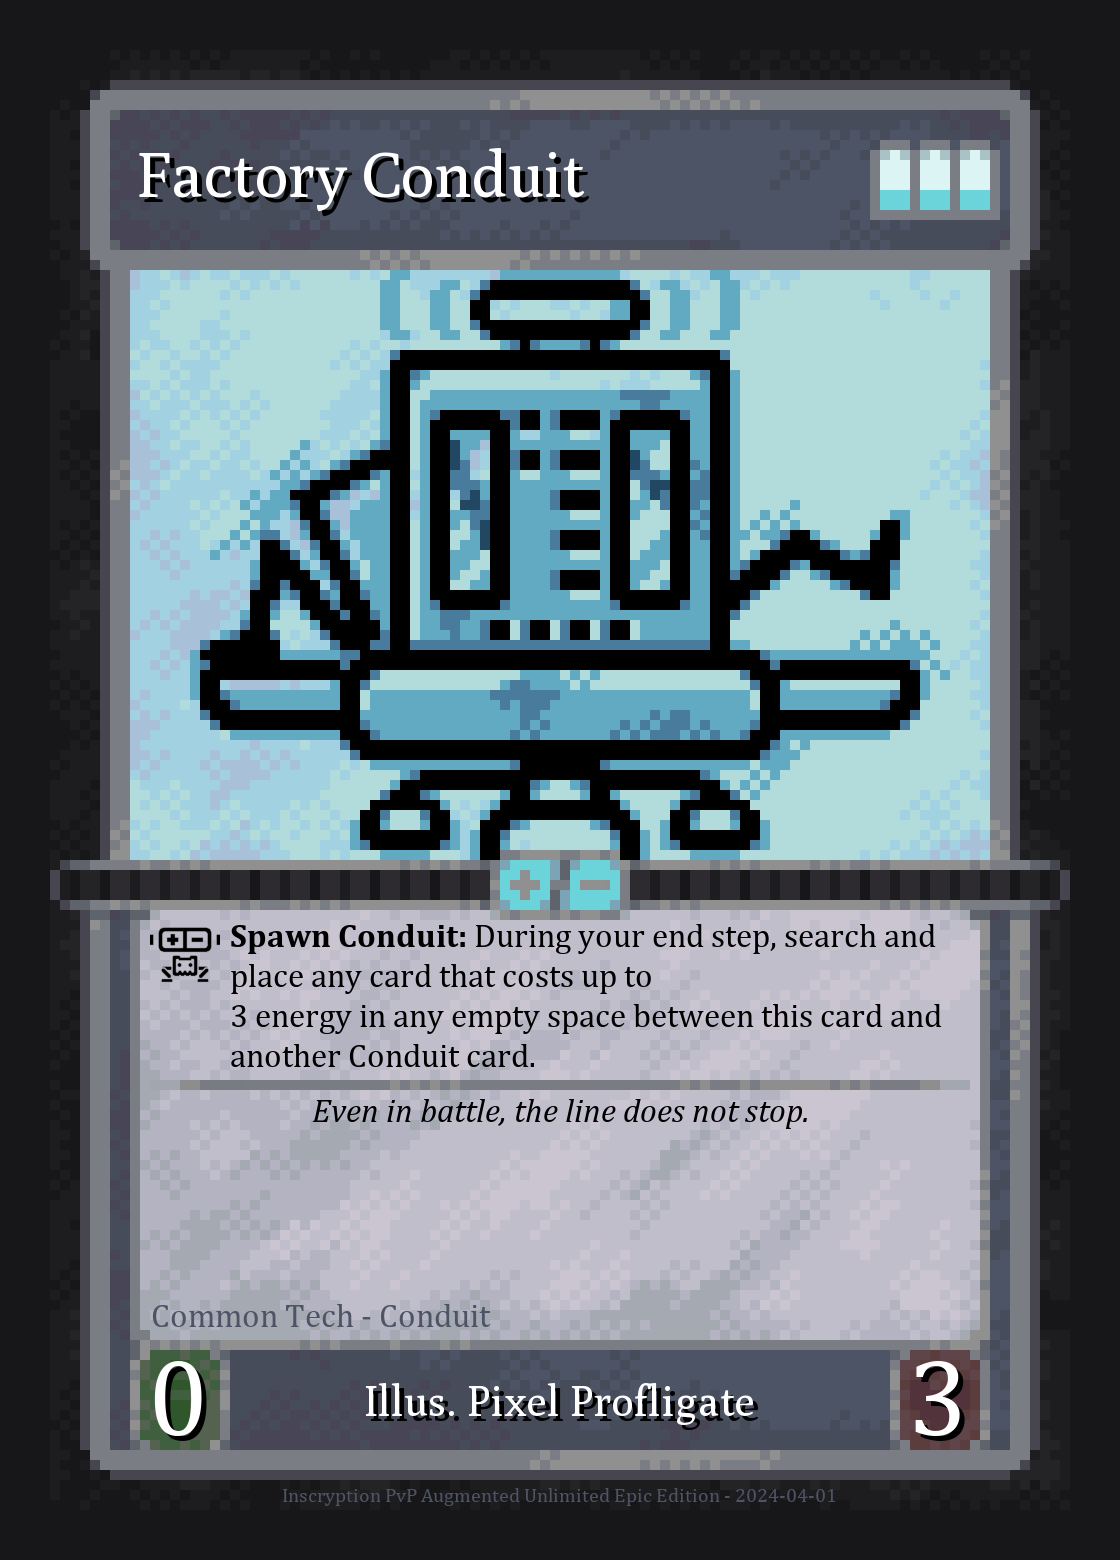 Factory Conduit
Spawn Conduit: During your end step, search and
place any card that costs up to
3 energy in any empty space between this card and
another Conduit card.
Even in battle, the line does not stop.
Common Tech - Conduit
0
Illus. Pixel Profligate
3
Inscryption PvP Augmented Unlimited Epic Edition - 2024-04-01